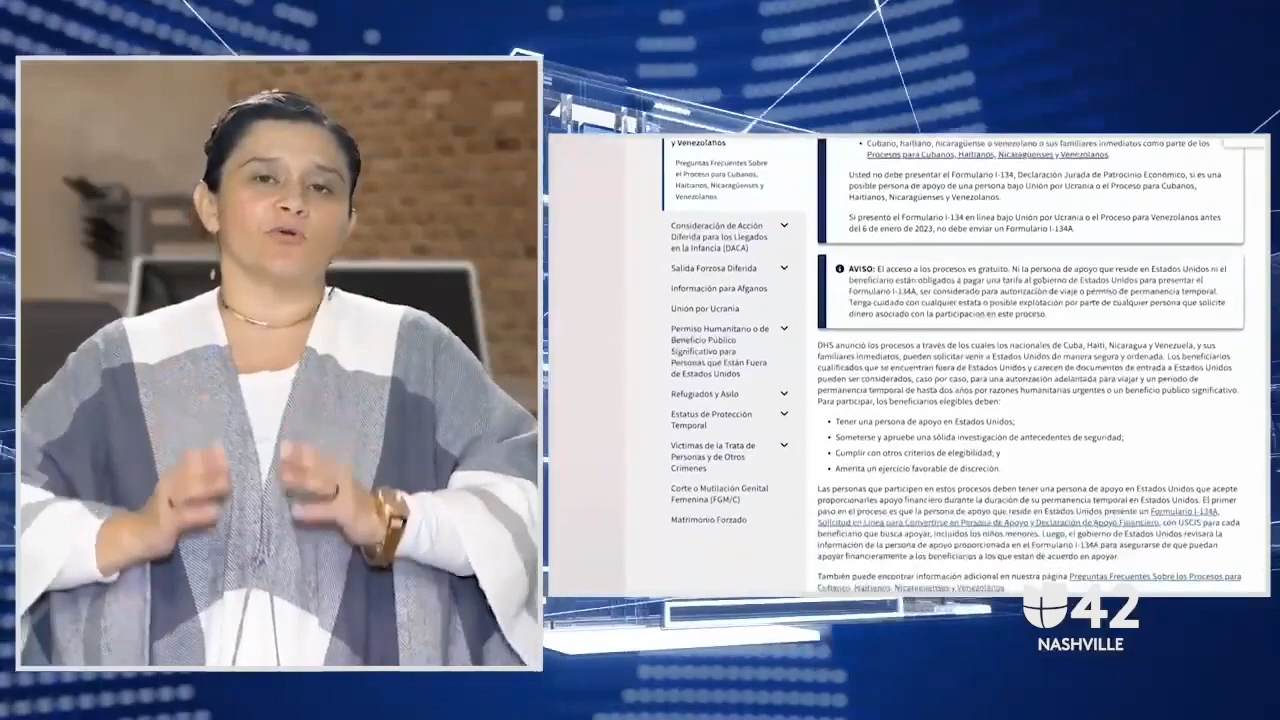 y Venezolanos
Preguntas Frecuentes Sobre
el Proceso para Cubanos,
Haitianos, Nicaragüenses y
Venezolanos
Consideración de Acción
Diferida para los Llegados
en la Infancia (DACA)
Salida Forzosa Diferida
Información para Afganos
Unión por Ucrania
Permiso Humanitario o de
Beneficio Público
Significativo para
Personas que Están Fuera
de Estados Unidos
Refugiados y Asilo
Estatus de Protección
Temporal
Víctimas de la Trata de
Personas y de Otros
Crímenes
Corte o Mutilación Genital
Femenina (FGM/C)
Matrimonio Forzado
• Cubano, haitiano, nicaragüense o venezolano o sus familiares inmediatos como parte de los
Procesos para Cubanos, Haitianos, Nicaragüenses y Venezolanos.
Usted no debe presentar el Formulario I-134, Declaración Jurada de Patrocinio Económico, si es una
posible persona de apoyo de una persona bajo Unión por Ucrania o el Proceso para Cubanos,
Haitianos, Nicaragüenses y Venezolanos.
Si presentó el Formulario I-134 en línea bajo Unión por Ucrania o el Proceso para Venezolanos antes
del 6 de enero de 2023, no debe enviar un Formulario I-134A.
AVISO: El acceso a los procesos es gratuito. Ni la persona de apoyo que reside en Estados Unidos ni el
beneficiario están obligados a pagar una tarifa al gobierno de Estados Unidos para presentar el
Formulario I-134A, ser considerado para autorización de viaje o permiso de permanencia temporal.
Tenga cuidado con cualquier estafa o posible explotación por parte de cualquier persona que solicite
dinero asociado con la participación en este proceso.
DHS anunció los procesos a través de los cuales los nacionales de Cuba, Haití, Nicaragua y Venezuela, y sus
familiares inmediatos, pueden solicitar venir a Estados Unidos de manera segura y ordenada. Los beneficiarios
cualificados que se encuentran fuera de Estados Unidos y carecen de documentos de entrada a Estados Unidos
pueden ser considerados, caso por caso, para una autorización adelantada para viajar y un periodo de
permanencia temporal de hasta dos años por razones humanitarias urgentes o un beneficio público significativo.
Para participar, los beneficiarios elegibles deben:
• Tener una persona de apoyo en Estados Unidos;
• Someterse y apruebe una sólida investigación de antecedentes de seguridad;
• Cumplir con otros criterios de elegibilidad; y
• Amerita un ejercicio favorable de discreción.
Las personas que participen en estos procesos deben tener una persona de apoyo en Estados Unidos que acepte
proporcionarles apoyo financiero durante la duración de su permanencia temporal en Estados Unidos. El primer
paso en el proceso es que la persona de apoyo que reside en Estados Unidos presente un Formulario I-134A,
Solicitud en Línea para Convertirse en Persona de Apoyo y Declaración de Apoyo Financiero, con USCIS para cada
beneficiario que busca apoyar, incluidos los niños menores. Luego, el gobierno de Estados Unidos revisará la
información de la persona de apoyo proporcionada en el Formulario I-134A para asegurarse de que puedan
apoyar financieramente a los beneficiarios a los que están de acuerdo en apoyar.
También puede encontrar información adicional en nuestra página Preguntas Frecuentes Sobre los Procesos para
Cubanos, Haitianos, Nicaragüenses y Venezolanos
42
NASHVILLE